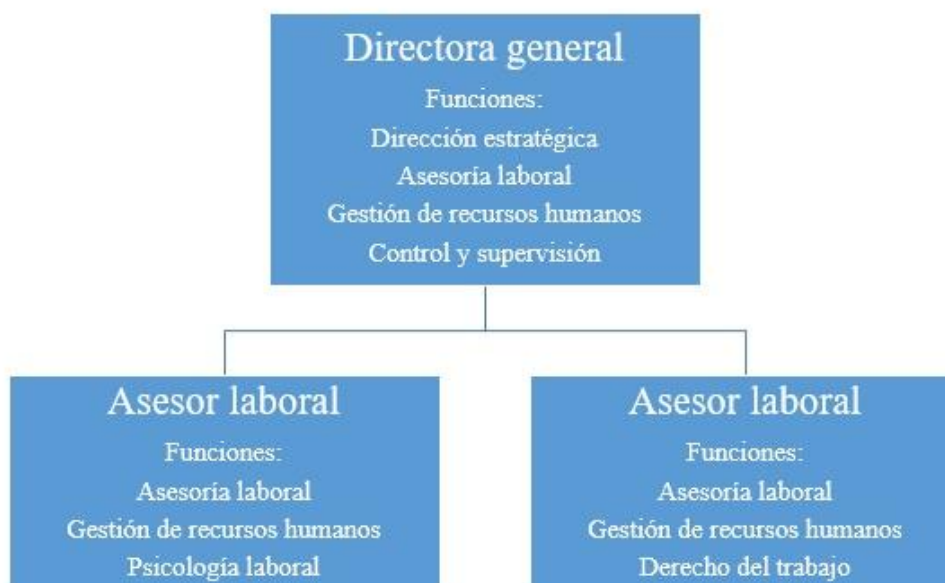 Directora general
Funciones:
Dirección estratégica
Asesoría laboral
Gestión de recursos humanos
Control y supervisión
Asesor laboral
Funciones:
Asesoría laboral
Gestión de recursos humanos
Psicología laboral
Asesor laboral
Funciones:
Asesoría laboral
Gestión de recursos humanos
Derecho del trabajo